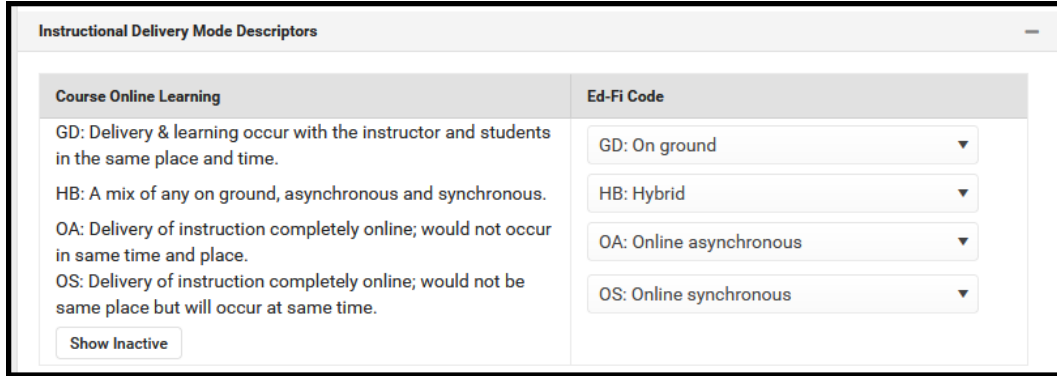 Instructional Delivery Mode Descriptors
Course Online Learning
Ed-Fi Code
GD: Delivery & learning occur with the instructor and students
in the same place and time.
GD: On ground
HB: A mix of any on ground, asynchronous and synchronous.
HB: Hybrid
OA: Delivery of instruction completely online; would not occur
in same time and place.
OA: Online asynchronous
OS: Delivery of instruction completely online; would not be
same place but will occur at same time.
OS: Online synchronous
Show Inactive